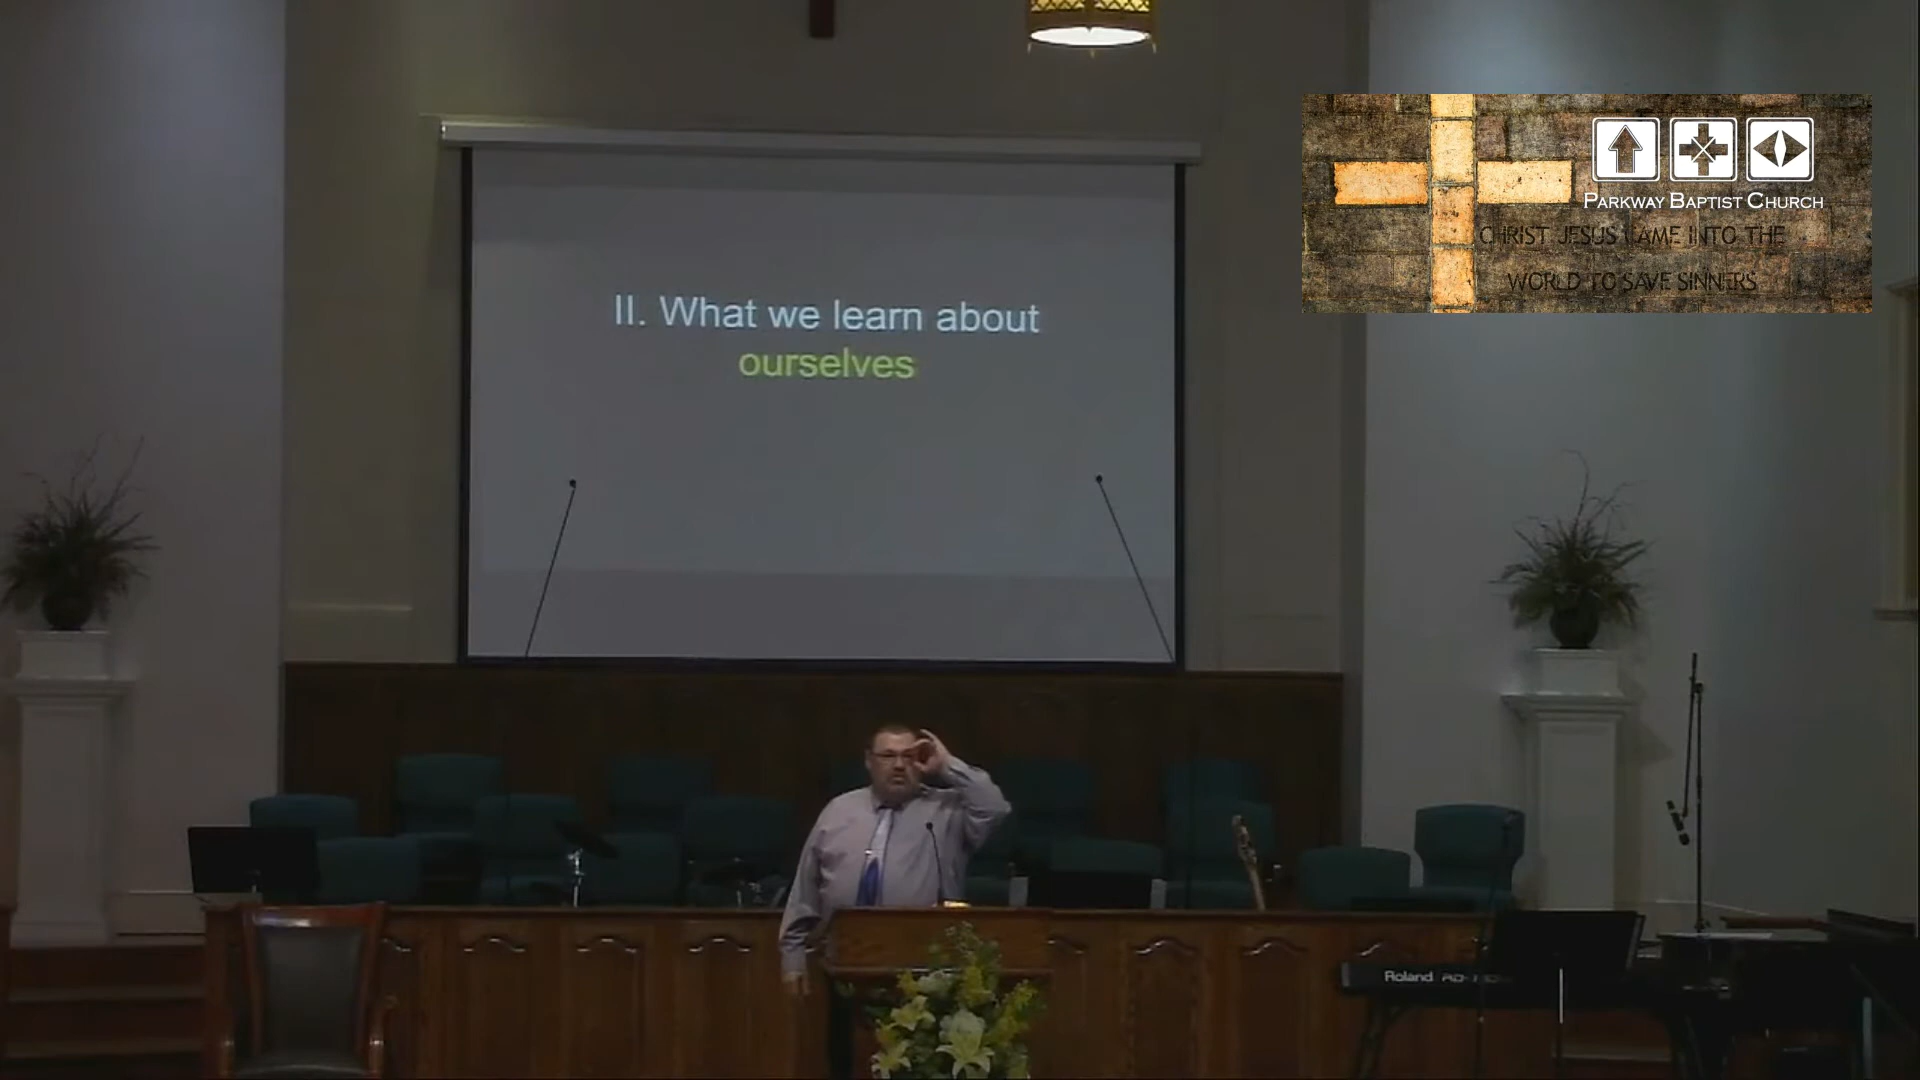 II. What we learn about
ourselves
PARKWAY BAPTIST CHURCH
CHRIST JESUS CAME INTO THE
WORLD TO SAVE SINNERS
Roland